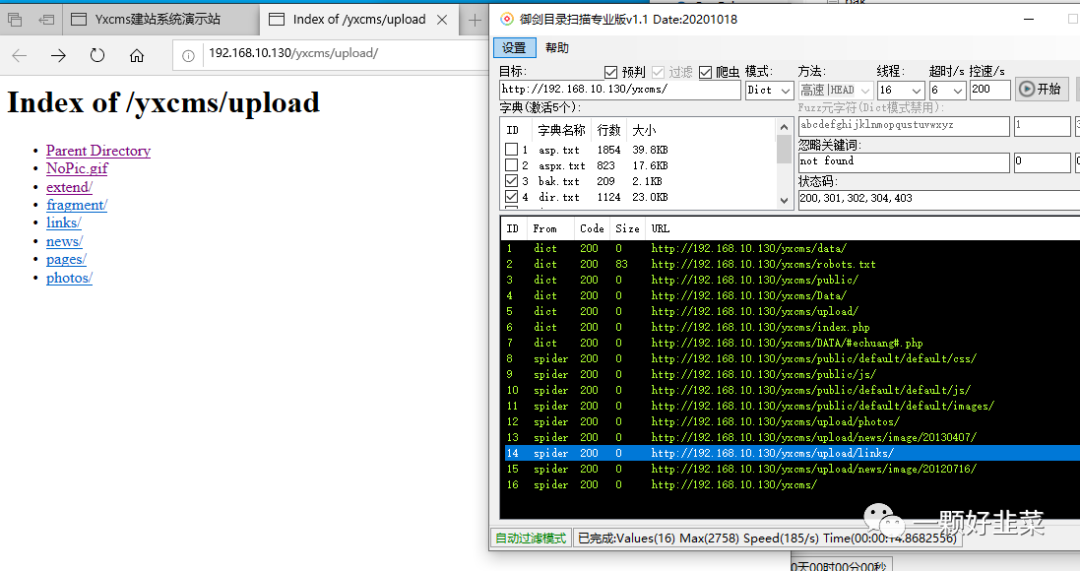 Yxcms建站系统演示站
Index of /yxcms/upload
192.168.10.130/yxcms/upload/
Index of /yxcms/upload
Parent Directory
NoPic.gif
extend/
fragment/
links/
news/
pages/
photos/
御剑目录扫描专业版v1.1 Date:20201018
设置 帮助
目标: 预判 过滤 爬虫 模式: 方法: 线程: 超时/s 控速/s
http://192.168.10.130/yxcms/ Dict 高速|HEAD 16 6 200 开始
字典(激活5个): Fuzz元字符(Dict模式禁用):
abcdefghijklnmopqustuvwxyz 1
ID 字典名称 行数 大小
1 asp.txt 1854 39.8KB
2 aspx.txt 823 17.6KB
3 bak.txt 209 2.1KB
4 dir.txt 1124 23.0KB
忽略关键词:
not found 0 0
状态码:
200,301,302,304,403
ID From Code Size URL
1 dict 200 0 http://192.168.10.130/yxcms/data/
2 dict 200 83 http://192.168.10.130/yxcms/robots.txt
3 dict 200 0 http://192.168.10.130/yxcms/public/
4 dict 200 0 http://192.168.10.130/yxcms/Data/
5 dict 200 0 http://192.168.10.130/yxcms/upload/
6 dict 200 0 http://192.168.10.130/yxcms/index.php
7 dict 200 0 http://192.168.10.130/yxcms/DATA/#echuang#.php
8 spider 200 0 http://192.168.10.130/yxcms/public/default/default/css/
9 spider 200 0 http://192.168.10.130/yxcms/public/js/
10 spider 200 0 http://192.168.10.130/yxcms/public/default/default/js/
11 spider 200 0 http://192.168.10.130/yxcms/public/default/default/images/
12 spider 200 0 http://192.168.10.130/yxcms/upload/photos/
13 spider 200 0 http://192.168.10.130/yxcms/upload/news/image/20130407/
14 spider 200 0 http://192.168.10.130/yxcms/upload/links/
15 spider 200 0 http://192.168.10.130/yxcms/upload/news/image/20120716/
16 spider 200 0 http://192.168.10.130/yxcms/
一颗好韭菜
自动过滤模式 已完成:Values(16) Max(2758) Speed(185/s) Time(00:00:14.8682556)
0天00时00分00秒